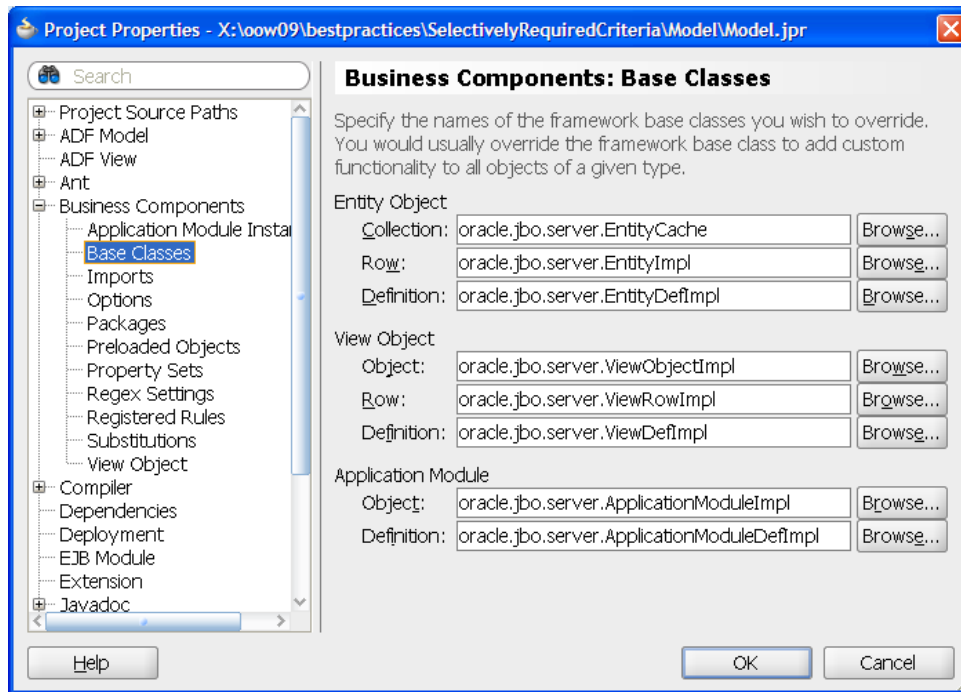 Project Properties - X:\oow09\bestpractices\SelectivelyRequiredCriteria\Model\Model.jpr
Search
Project Source Paths
ADF Model
ADF View
Ant
Business Components
Application Module Instar
Base Classes
Imports
Options
Packages
Preloaded Objects
Property Sets
Regex Settings
Registered Rules
Substitutions
View Object
Compiler
Dependencies
Deployment
EJB Module
Extension
Javadoc
Business Components: Base Classes
Specify the names of the framework base classes you wish to override.
You would usually override the framework base class to add custom
functionality to all objects of a given type.
Entity Object
Collection: oracle.jbo.server.EntityCache Browse...
Row: oracle.jbo.server.EntityImpl Browse...
Definition: oracle.jbo.server.EntityDefImpl Browse...
View Object
Object: oracle.jbo.server.ViewObjectImpl Browse...
Row: oracle.jbo.server.ViewRowImpl Browse...
Definition: oracle.jbo.server.ViewDefImpl Browse...
Application Module
Object: oracle.jbo.server.ApplicationModuleImpl Browse...
Definition: oracle.jbo.server.ApplicationModuleDefImpl Browse...
Help OK Cancel